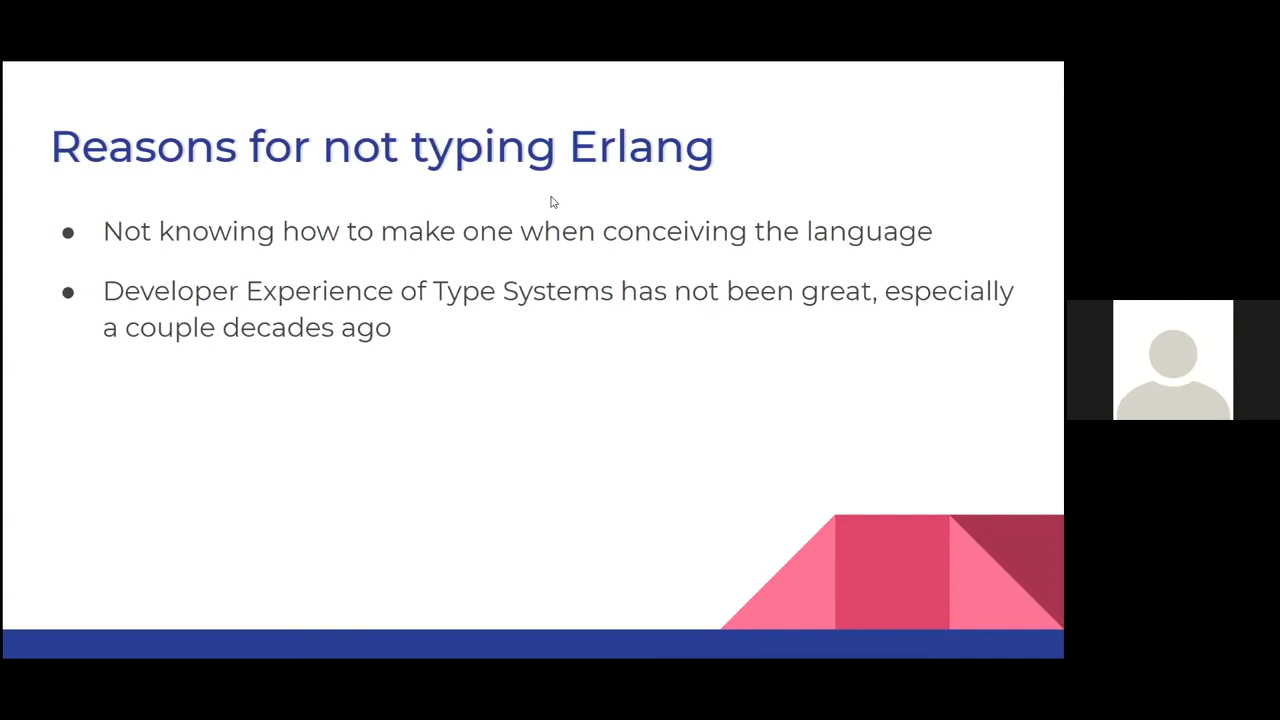 Reasons for not typing Erlang
● Not knowing how to make one when conceiving the language
● Developer Experience of Type Systems has not been great, especially
a couple decades ago